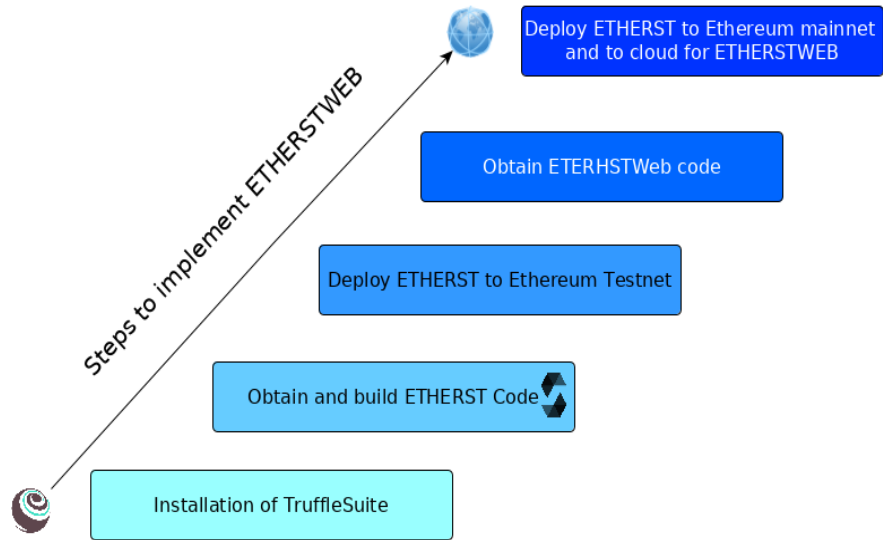 Deploy ETHERST to Ethereum mainnet
and to cloud for ETHERSTWEB
Steps to implement ETHERSTWEB
Obtain ETERHSTWeb code
Deploy ETHERST to Ethereum Testnet
Obtain and build ETHERST Code
Installation of TruffleSuite